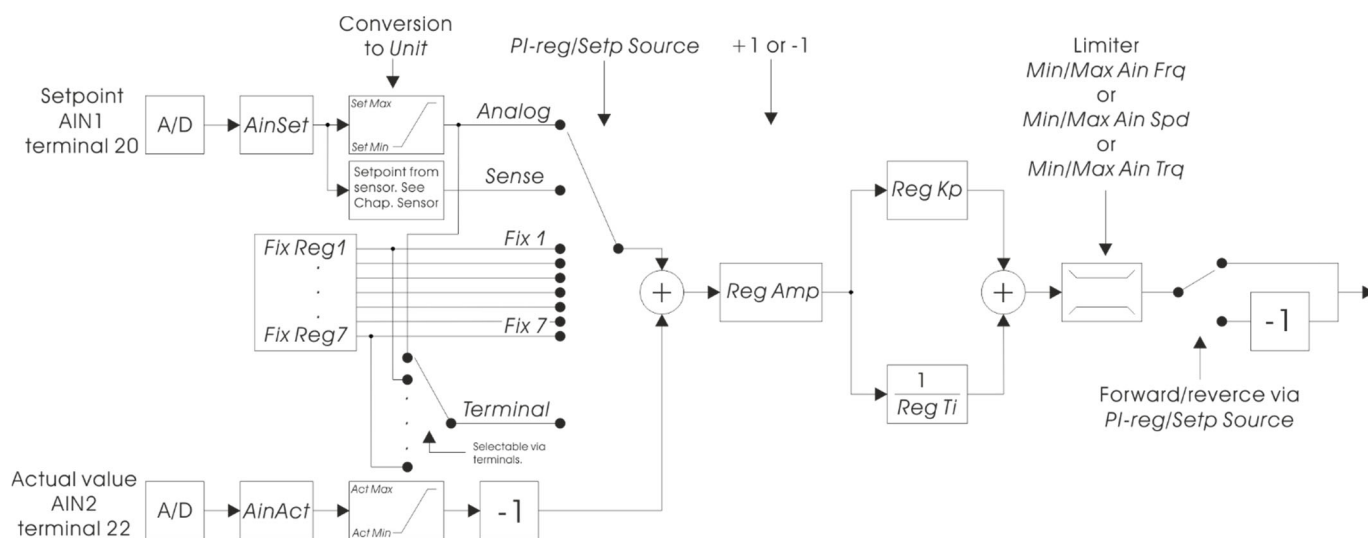 Conversion
to Unit
PI-reg/Setp Source
+1 or -1
Limiter
Min/Max Ain Frq
or
Min/Max Ain Spd
or
Min/Max Ain Trq
Setpoint
AIN1
terminal 20
A/D
AinSet
Set Max
Set Min
Analog
Setpoint from
sensor. See
Chap. Sensor
Sense
Reg Kp
Fix Reg1
Fix 1
.
.
.
Fix Reg7
Fix 7
+
Reg Amp
+
-1
1
Reg Ti
Forward/reverce via
PI-reg/Setp Source
Terminal
Selectable via
terminals.
Actual value
AIN2
terminal 22
A/D
AinAct
Act Max
Act Min
-1